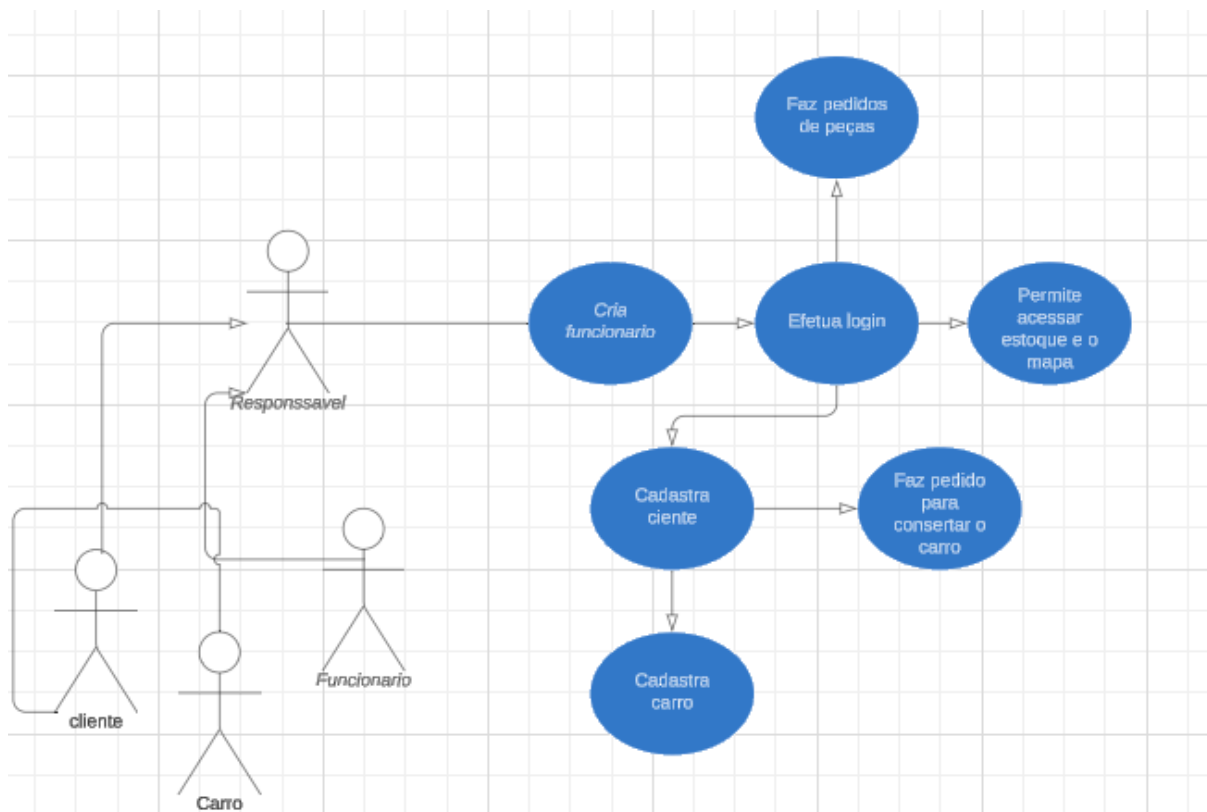 Faz pedidos
de peças
Cria
funcionario
Efetua login
Permite
acessar
estoque e o
mapa
Responssavel
Cadastra
ciente
Faz pedido
para
consertar o
carro
Funcionario
cliente
Cadastra
carro
Carro